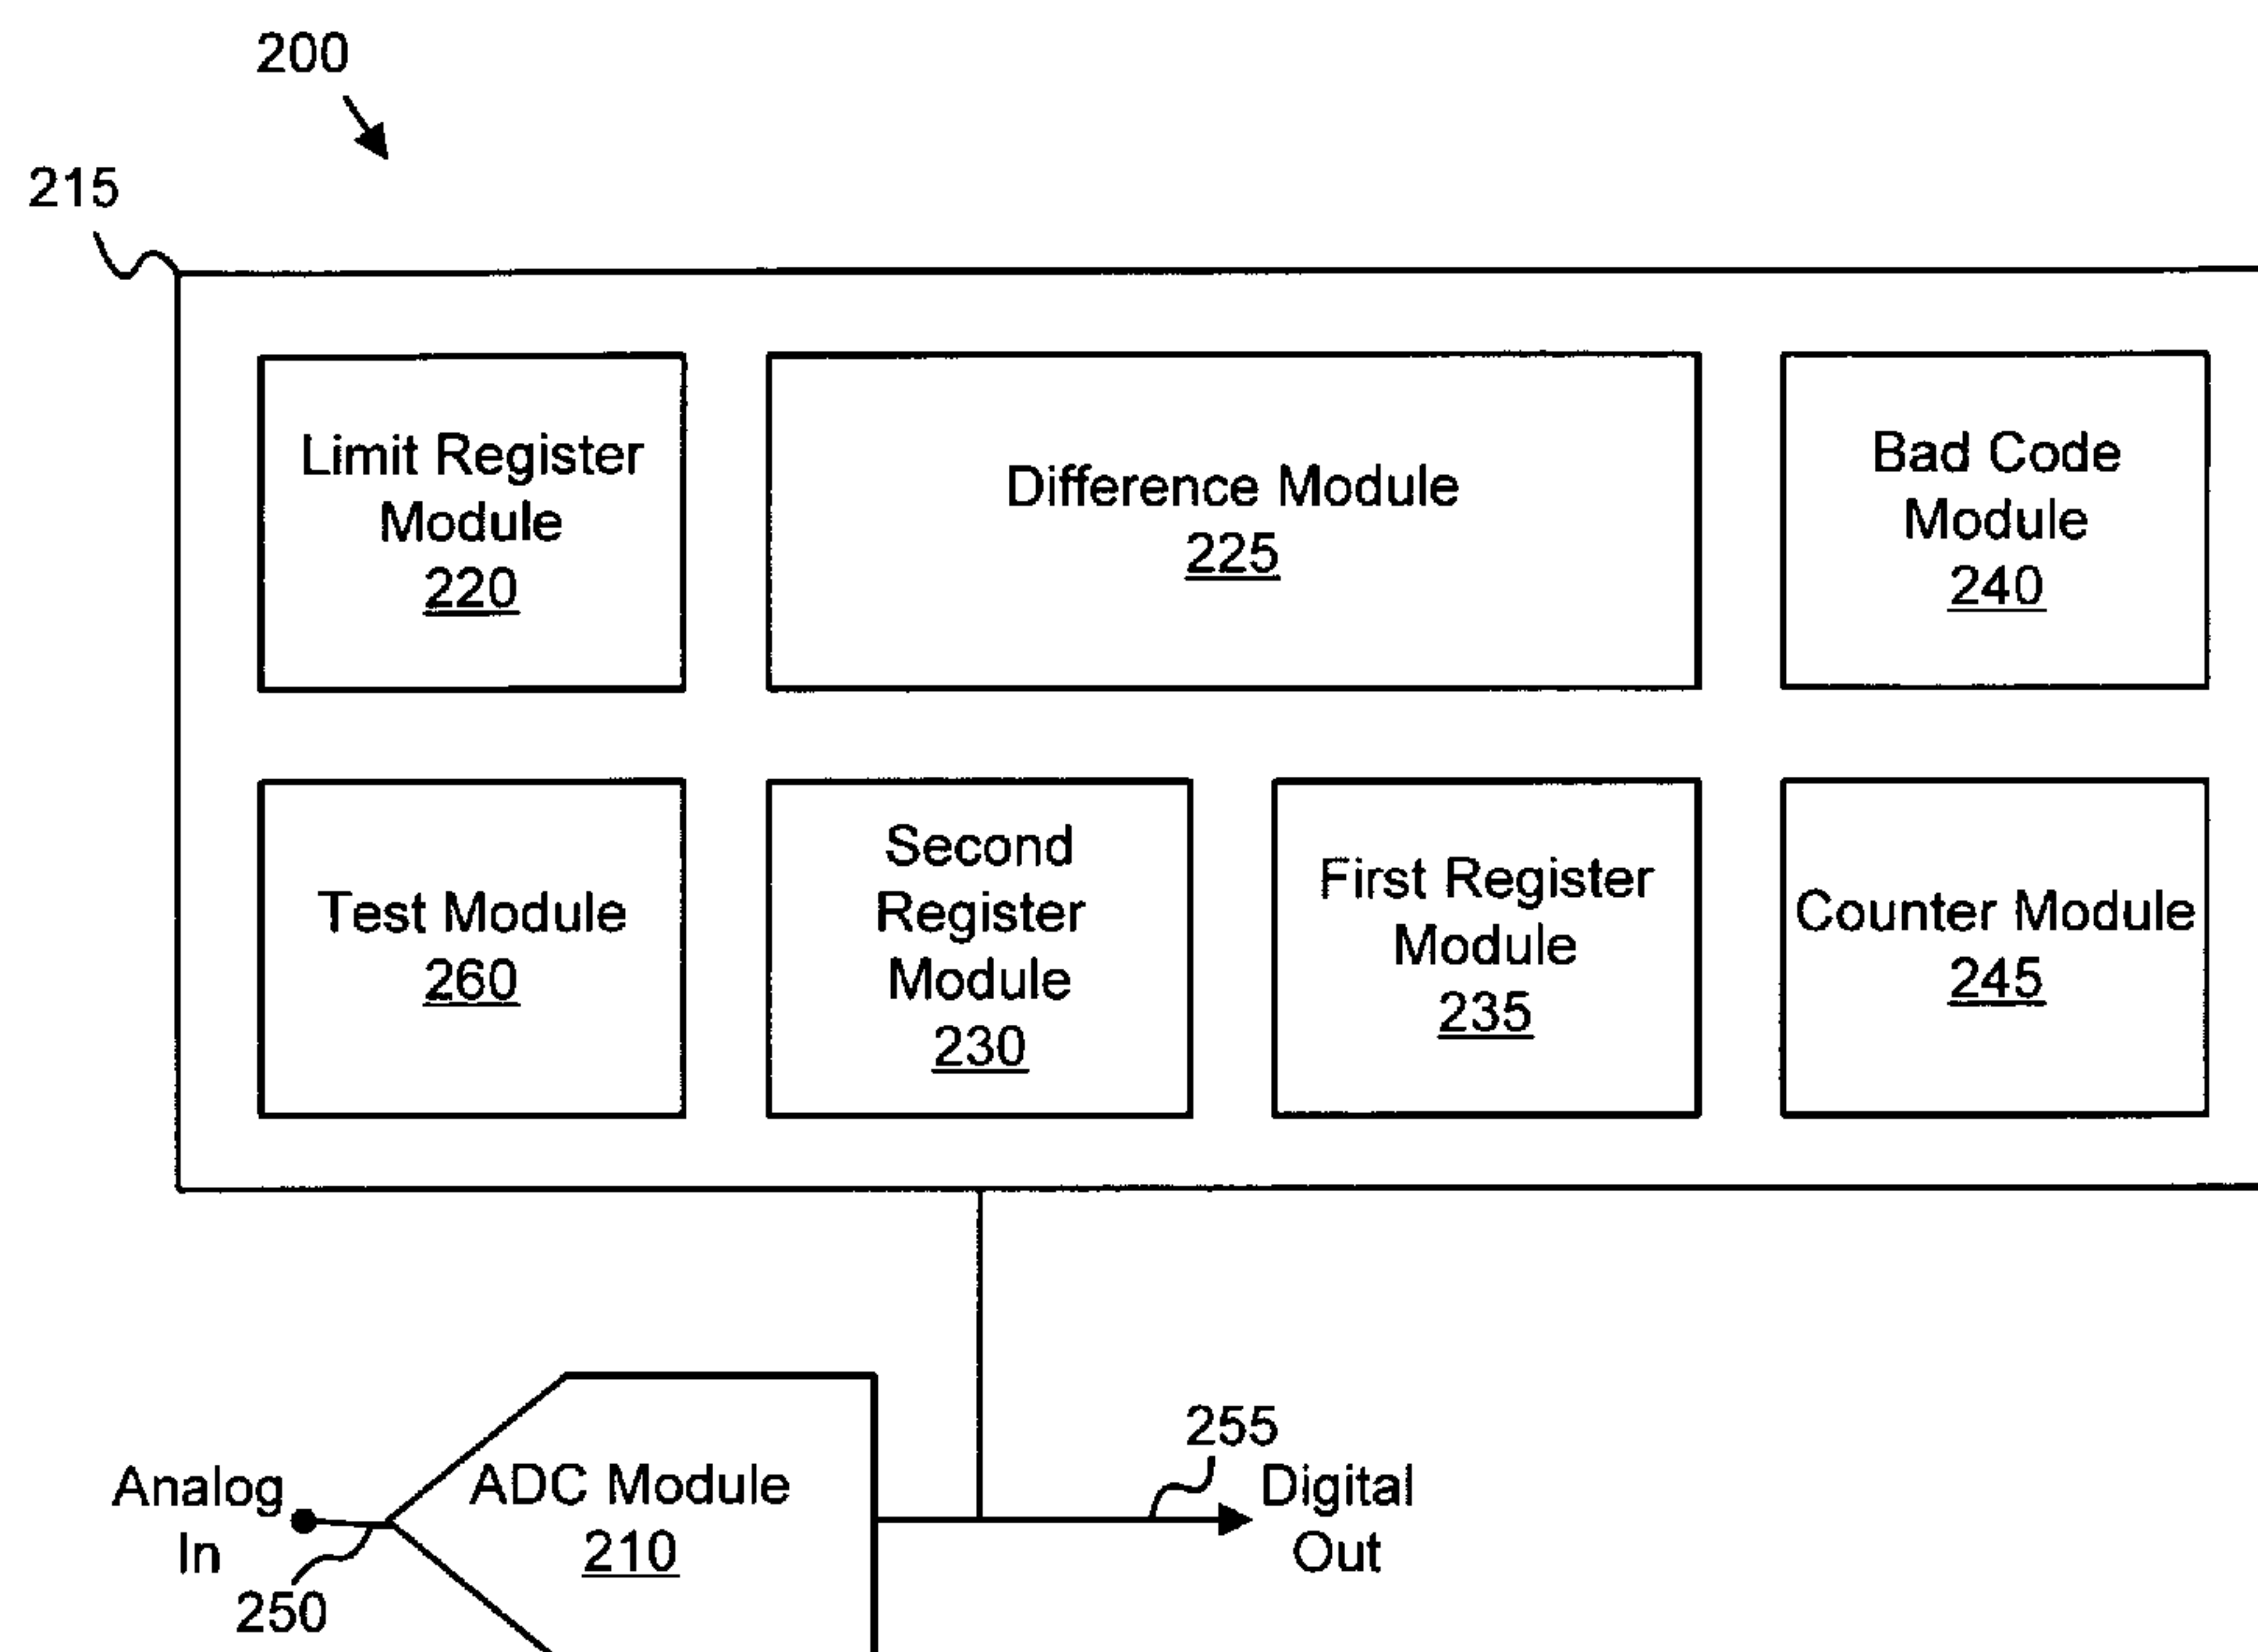 200
215
Limit Register
Module
220
Difference Module
225
Bad Code
Module
240
Test Module
260
Second
Register
Module
230
First Register
Module
235
Counter Module
245
Analog
In
250
ADC Module
210
255
Digital
Out